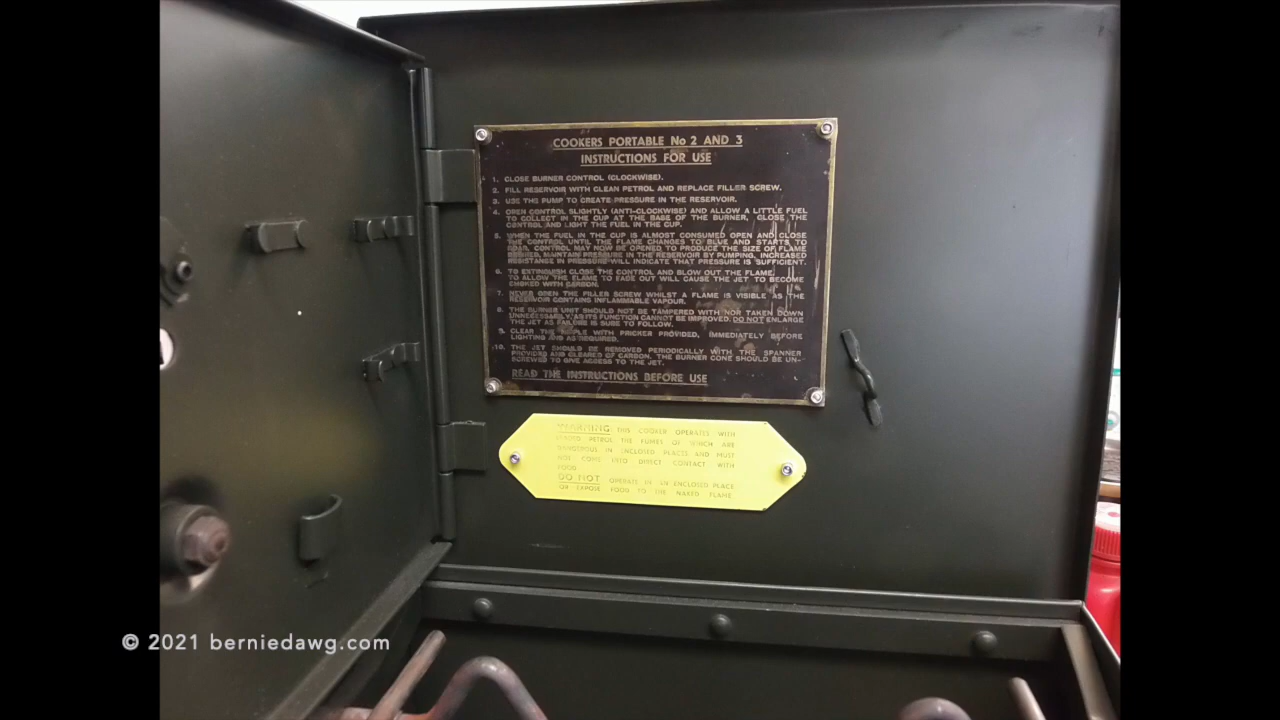 COOKERS PORTABLE No 2 AND 3
INSTRUCTIONS FOR USE
1. CLOSE BURNER CONTROL (CLOCKWISE).
2. FILL RESERVOIR WITH CLEAN PETROL AND REPLACE FILLER SCREW.
3. USE THE PUMP TO CREATE PRESSURE IN THE RESERVOIR.
4. OPEN CONTROL SLIGHTLY (ANTI-CLOCKWISE) AND ALLOW A LITTLE FUEL
TO COLLECT IN THE CUP AT THE BASE OF THE BURNER, CLOSE THE
CONTROL AND LIGHT THE FUEL IN THE CUP.
5. WHEN THE FUEL IN THE CUP IS ALMOST CONSUMED OPEN AND CLOSE
THE CONTROL UNTIL THE FLAME CHANGES TO BLUE AND STARTS TO
ROAR. CONTROL MAY NOW BE OPENED TO PRODUCE THE SIZE OF FLAME
DESIRED, MAINTAIN PRESSURE IN THE RESERVOIR BY PUMPING, INCREASED
RESISTANCE IN PRESSURE WILL INDICATE THAT PRESSURE IS SUFFICIENT.
6. TO EXTINGUISH CLOSE THE CONTROL AND BLOW OUT THE FLAME.
TO ALLOW THE FLAME TO FADE OUT WILL CAUSE THE JET TO BECOME
CHOKED WITH CARBON.
7. NEVER OPEN THE FILLER SCREW WHILST A FLAME IS VISIBLE AS THE
RESERVOIR CONTAINS INFLAMMABLE VAPOUR.
8. THE BURNER UNIT SHOULD NOT BE TAMPERED WITH NOR TAKEN DOWN
UNNECESSARILY, AS ITS FUNCTION CANNOT BE IMPROVED. DO NOT ENLARGE
THE JET AS FAILURE IS SURE TO FOLLOW.
9. CLEAR THE NIPPLE WITH PRICKER PROVIDED, IMMEDIATELY BEFORE
LIGHTING AND AS REQUIRED.
10. THE JET SHOULD BE REMOVED PERIODICALLY WITH THE SPANNER
PROVIDED AND CLEARED OF CARBON. THE BURNER CONE SHOULD BE UN-
SCREWED TO GIVE ACCESS TO THE JET.
READ THE INSTRUCTIONS BEFORE USE
WARNING THIS COOKER OPERATES WITH
LEADED PETROL THE FUMES OF WHICH ARE
DANGEROUS IN ENCLOSED PLACES AND MUST
NOT COME INTO DIRECT CONTACT WITH
FOOD
DO NOT OPERATE IN AN ENCLOSED PLACE
OR EXPOSE FOOD TO THE NAKED FLAME.
© 2021 berniedawg.com